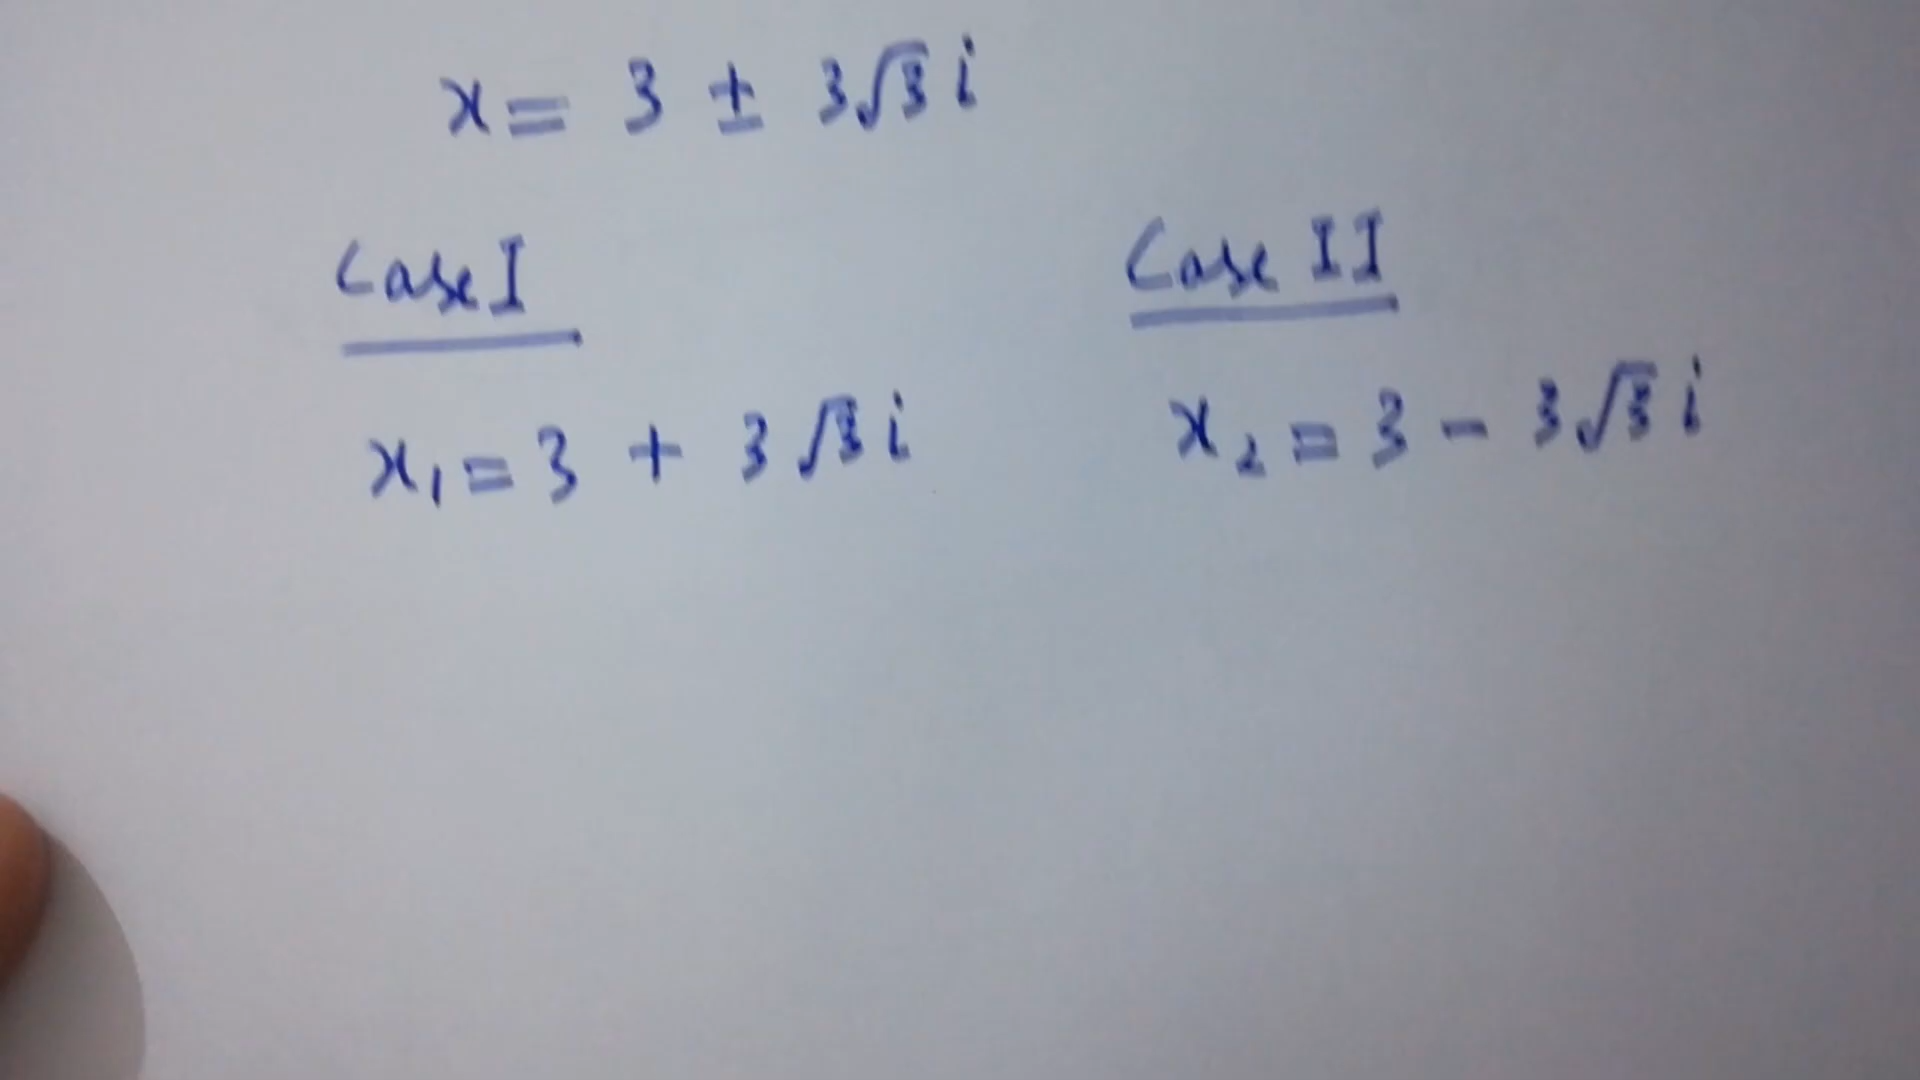 x = 3 ± 3√3 i
Case I
x₁ = 3 + 3√3 i
Case II
x₂ = 3 - 3√3 i